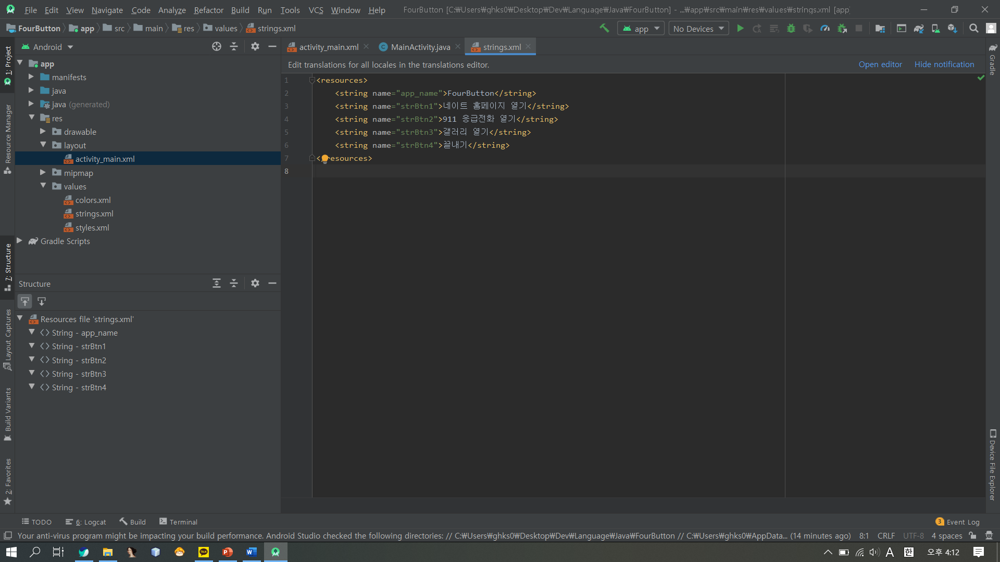 File Edit View Navigate Code Analyze Refactor Build Run Tools VCS Window Help FourButton [C:₩Users₩ghks0₩Desktop₩Dev₩Language₩Java₩FourButton] - ...₩app₩src₩main₩res₩values₩strings.xml [app]
FourButton app src main res values strings.xml app No Devices
Android
activity_main.xml MainActivity.java strings.xml
Edit translations for all locales in the translations editor. Open editor Hide notification
1: Project
Resource Manager
7: Structure
Layout Captures
Build Variants
2: Favorites
app
manifests
java
java (generated)
res
drawable
layout
activity_main.xml
mipmap
values
colors.xml
strings.xml
styles.xml
Gradle Scripts
Structure
Resources file 'strings.xml'
String - app_name
String - strBtn1
String - strBtn2
String - strBtn3
String - strBtn4
1 <resources>
2 <string name="app_name">FourButton</string>
3 <string name="strBtn1">네이트 홈페이지 열기</string>
4 <string name="strBtn2">911 응급전화 열기</string>
5 <string name="strBtn3">갤러리 열기</string>
6 <string name="strBtn4">끝내기</string>
7 </resources>
8
Gradle
Device File Explorer
TODO 6: Logcat Build Terminal 3 Event Log
Your anti-virus program might be impacting your build performance. Android Studio checked the following directories: // C:₩Users₩ghks0₩Desktop₩Dev₩Language₩Java₩FourButton // C:₩Users₩ghks0₩AppData... (14 minutes ago) 8:1 CRLF UTF-8 4 spaces
TALK P W A 한 오후 4:12